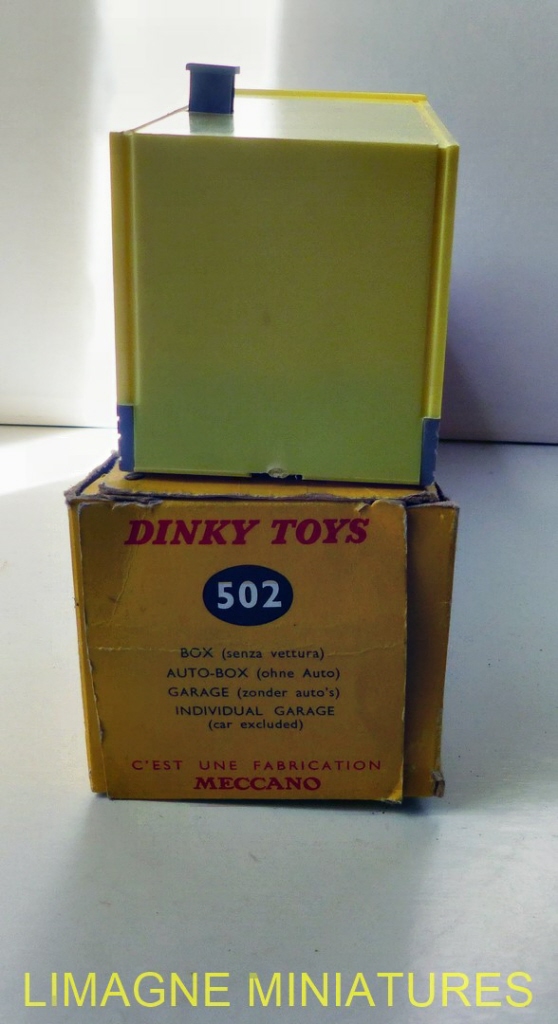 DINKY TOYS
502
BOX (senza vettura)
AUTO-BOX (ohne Auto)
GARAGE (zonder auto's)
INDIVIDUAL GARAGE
(car excluded)
C'EST UNE FABRICATION
MECCANO
LIMAGNE MINIATURES